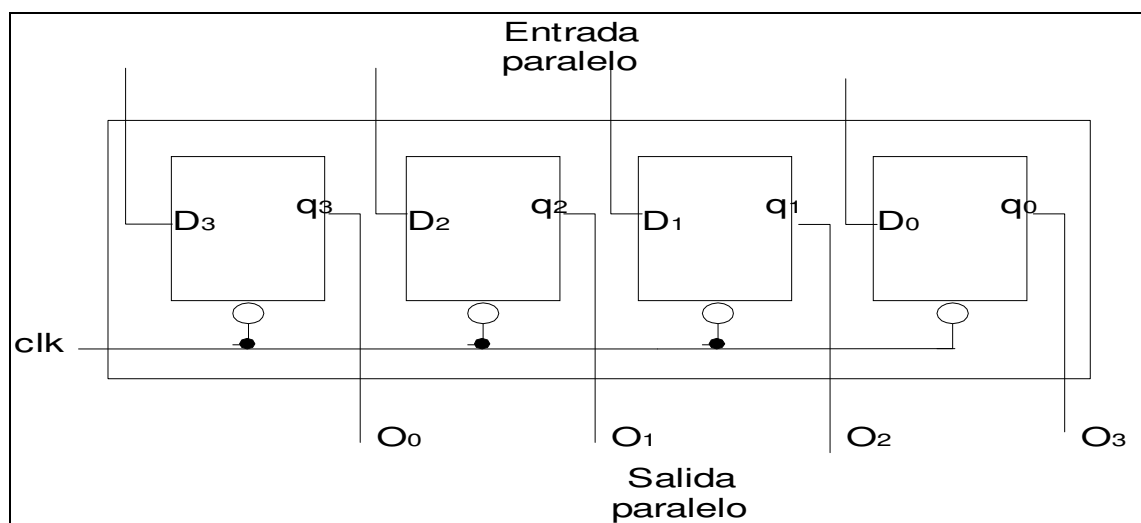 Entrada
paralelo
D3 q3 D2 q2 D1 q1 D0 q0
clk
O0 O1 O2 O3
Salida
paralelo